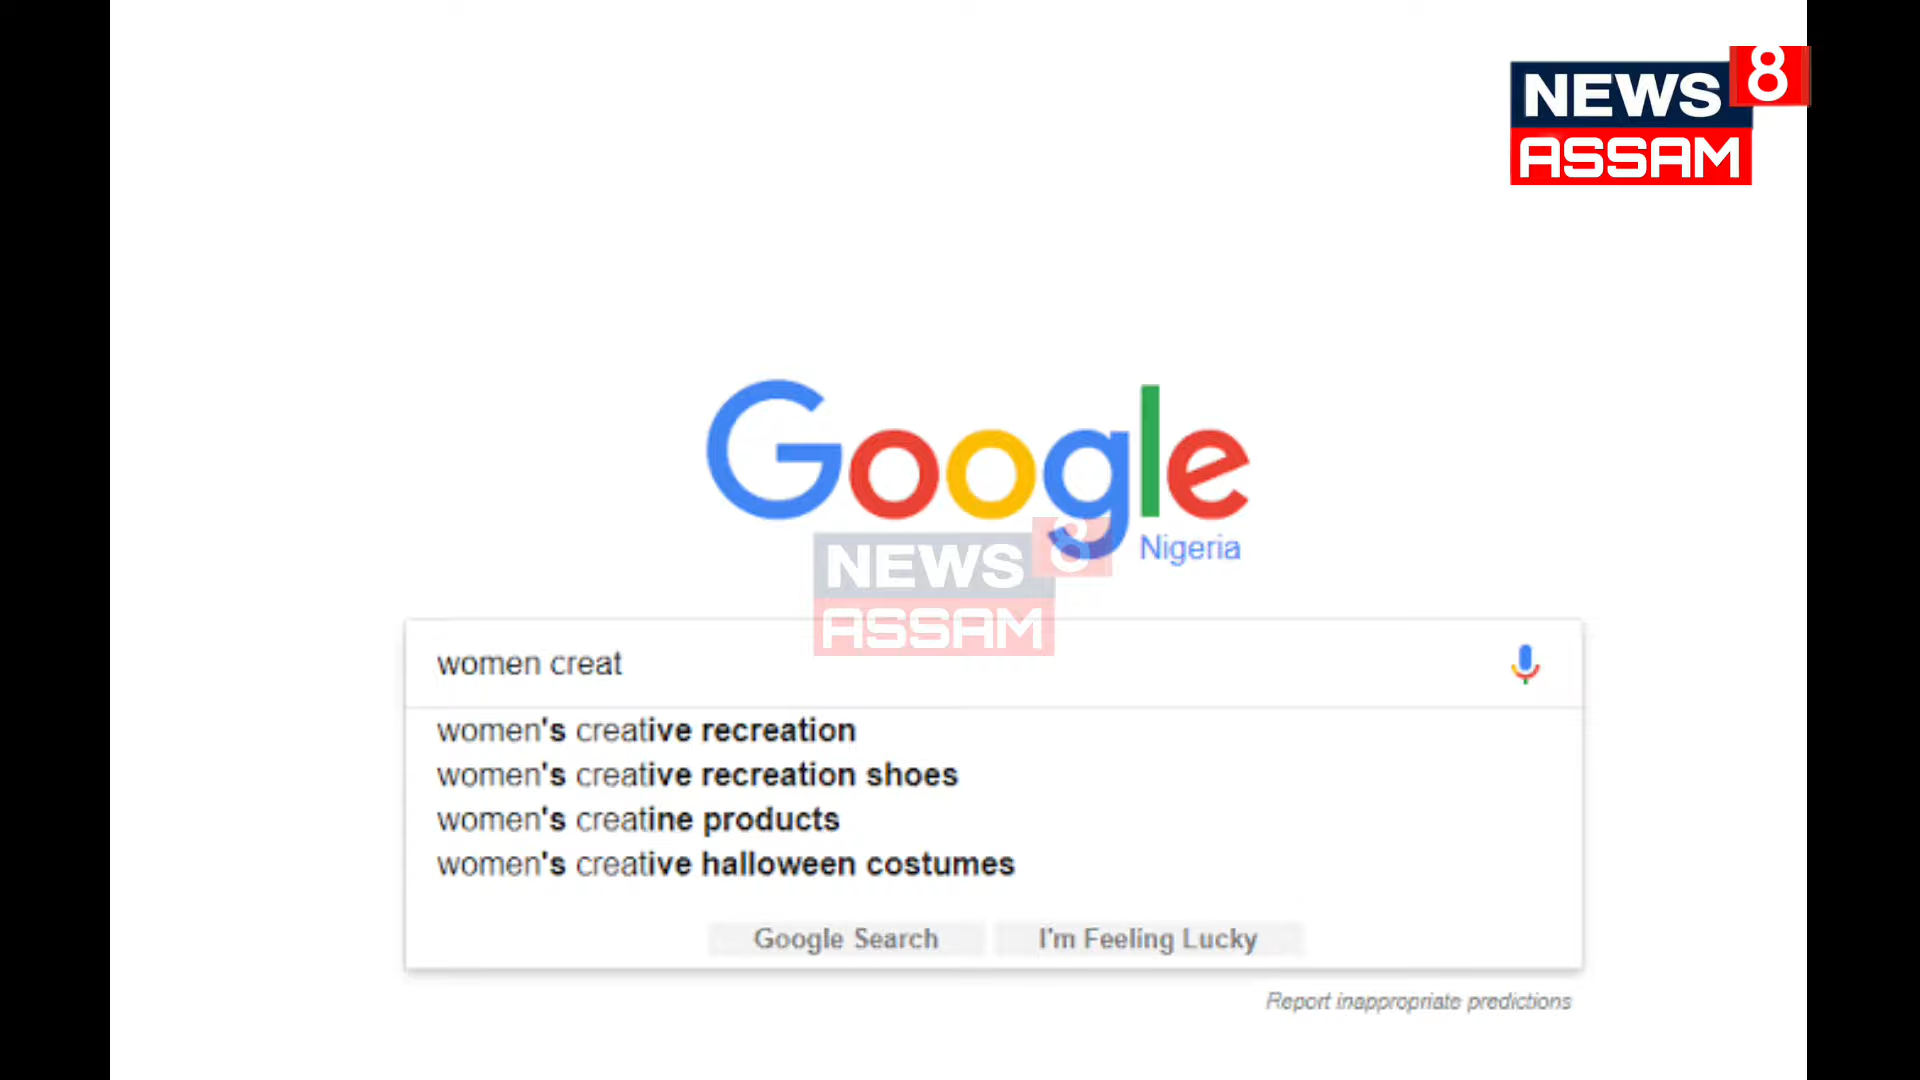 NEWS 8
ASSAM
Google
Nigeria
NEWS 8
ASSAM
women creat
women's creative recreation
women's creative recreation shoes
women's creatine products
women's creative halloween costumes
Google Search
I'm Feeling Lucky
Report inappropriate predictions